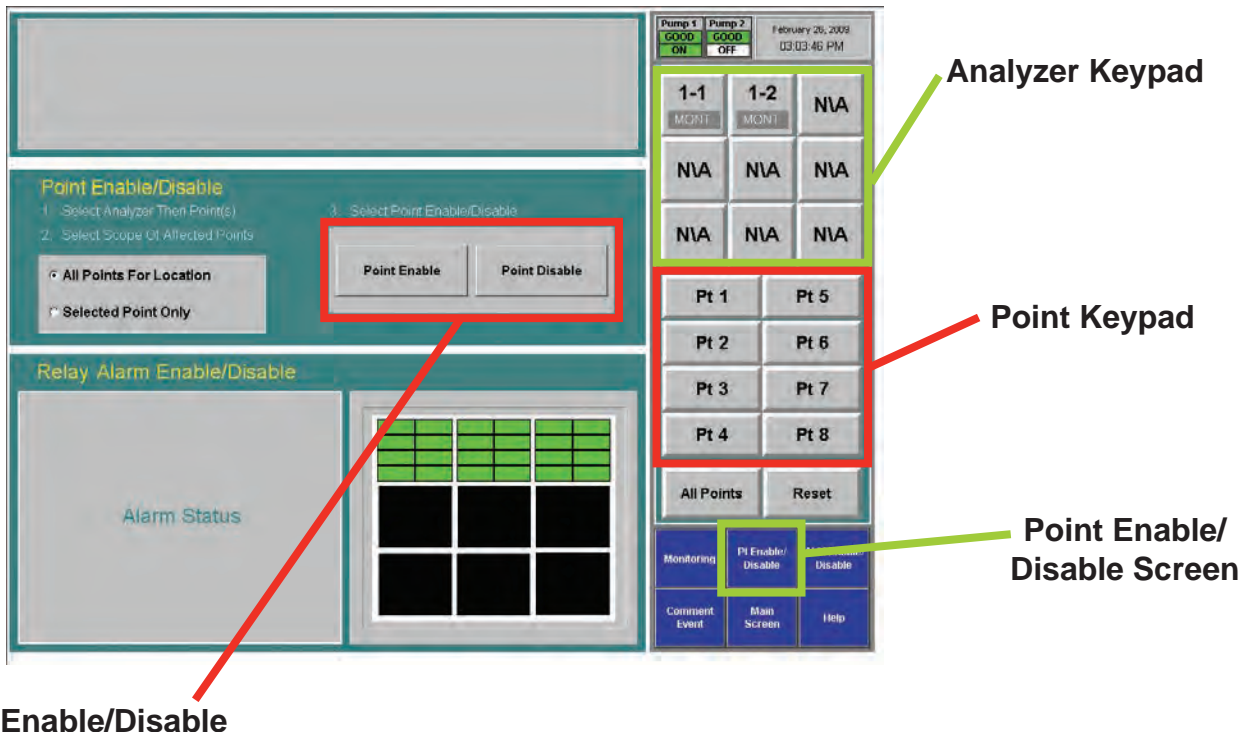 Pump 1 Pump 2
GOOD GOOD
ON OFF
February 26, 2009
03:03:46 PM
Analyzer Keypad
1-1 1-2 N\A
MONT MONT
N\A N\A N\A
N\A N\A N\A
Point Enable/Disable
1. Select Analyzer Then Point(s)
2. Select Scope Of Affected Points
3. Select Point Enable/Disable
All Points For Location
Selected Point Only
Point Enable Point Disable
Pt 1 Pt 5
Pt 2 Pt 6
Pt 3 Pt 7
Pt 4 Pt 8
Point Keypad
Relay Alarm Enable/Disable
Alarm Status
All Points Reset
Monitoring
Pt Enable/
Disable
Disable
Comment
Event
Main
Screen
Help
Point Enable/
Disable Screen
Enable/Disable